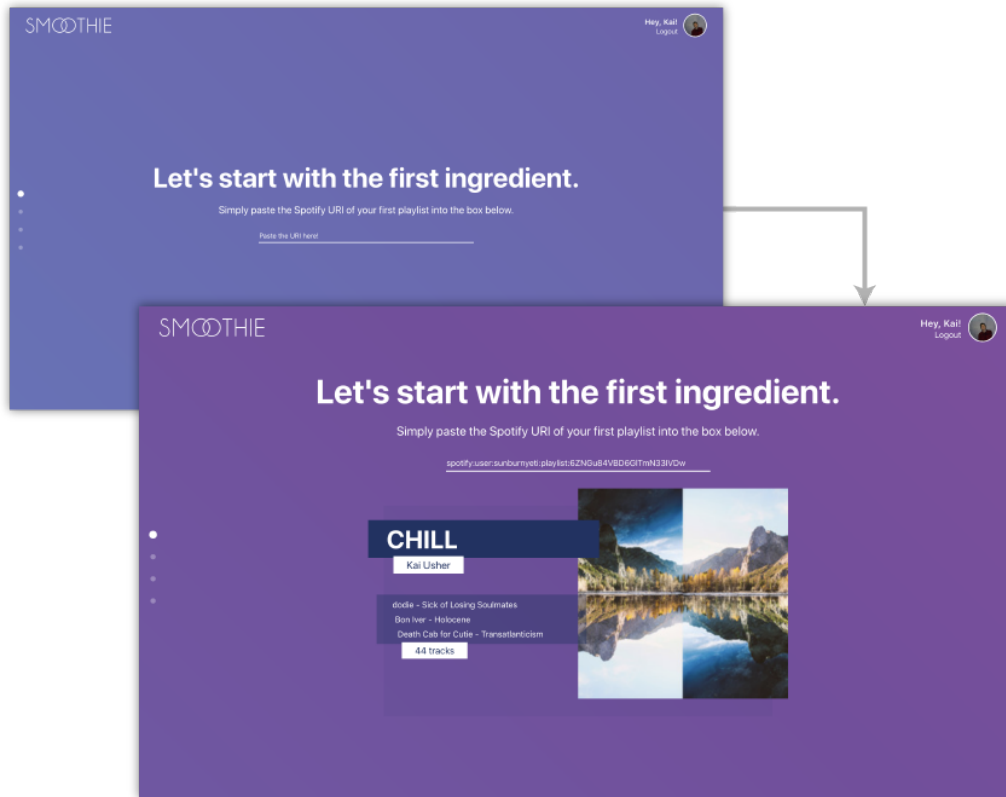 SMOOTHIE
Hey, Kai!
Logout
Let's start with the first ingredient.
Simply paste the Spotify URI of your first playlist into the box below.
Paste the URI here!
SMOOTHIE
Hey, Kai!
Logout
Let's start with the first ingredient.
Simply paste the Spotify URI of your first playlist into the box below.
spotify:user:sunburnyeti:playlist:6ZNGu84VBD6GlTmN33IVDw
CHILL
Kai Usher
dodie - Sick of Losing Soulmates
Bon Iver - Holocene
Death Cab for Cutie - Transatlanticism
44 tracks